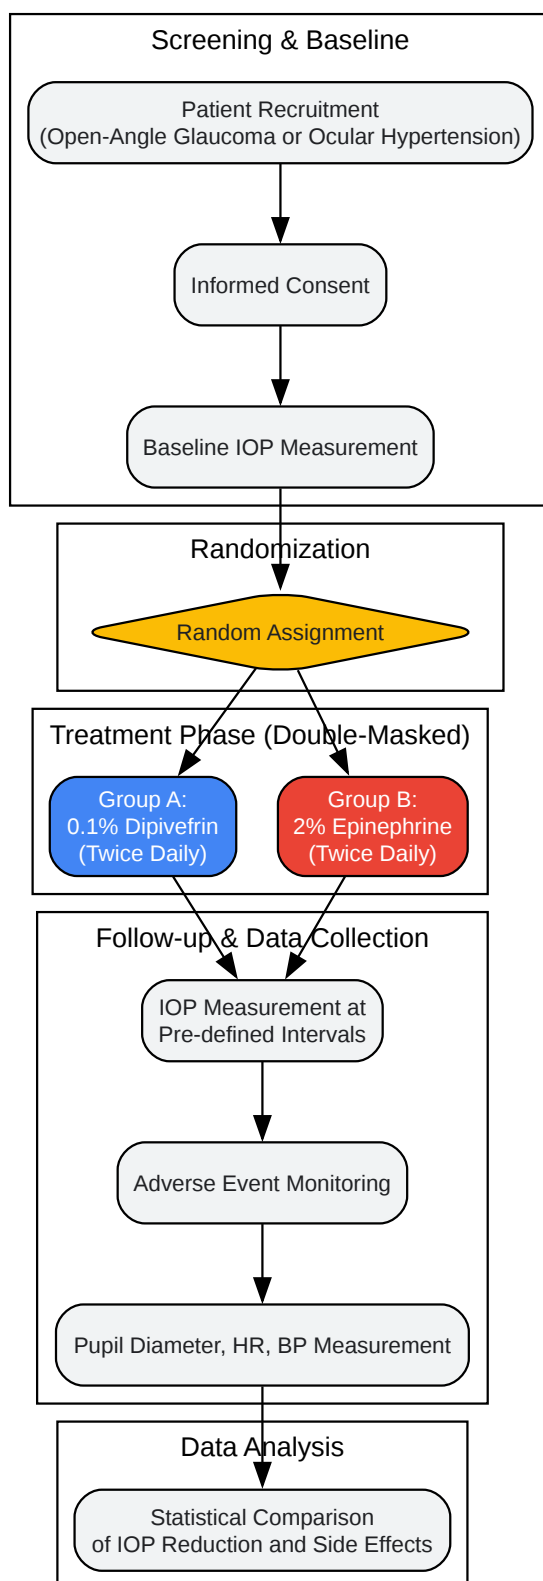 Screening & Baseline
Patient Recruitment
(Open-Angle Glaucoma or Ocular Hypertension)
Informed Consent
Baseline IOP Measurement
Randomization
Random Assignment
Treatment Phase (Double-Masked)
Group A:
0.1% Dipivefrin
(Twice Daily)
Group B:
2% Epinephrine
(Twice Daily)
Follow-up & Data Collection
IOP Measurement at
Pre-defined Intervals
Adverse Event Monitoring
Pupil Diameter, HR, BP Measurement
Data Analysis
Statistical Comparison
of IOP Reduction and Side Effects